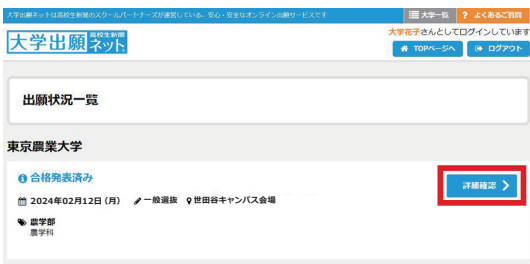 大学出願ネットは高校生新聞のスクールパートナーズが運営している、安心・安全なオンライン出願サービスです
大学一覧 ? よくあるご質問
大学出願高校生新聞ネット
大学花子さんとしてログインしています
TOPページへ ログアウト
出願状況一覧
東京農業大学
合格発表済み
詳細確認
2024年02月12日 (月) 一般選抜 世田谷キャンパス会場
農学部
農学科